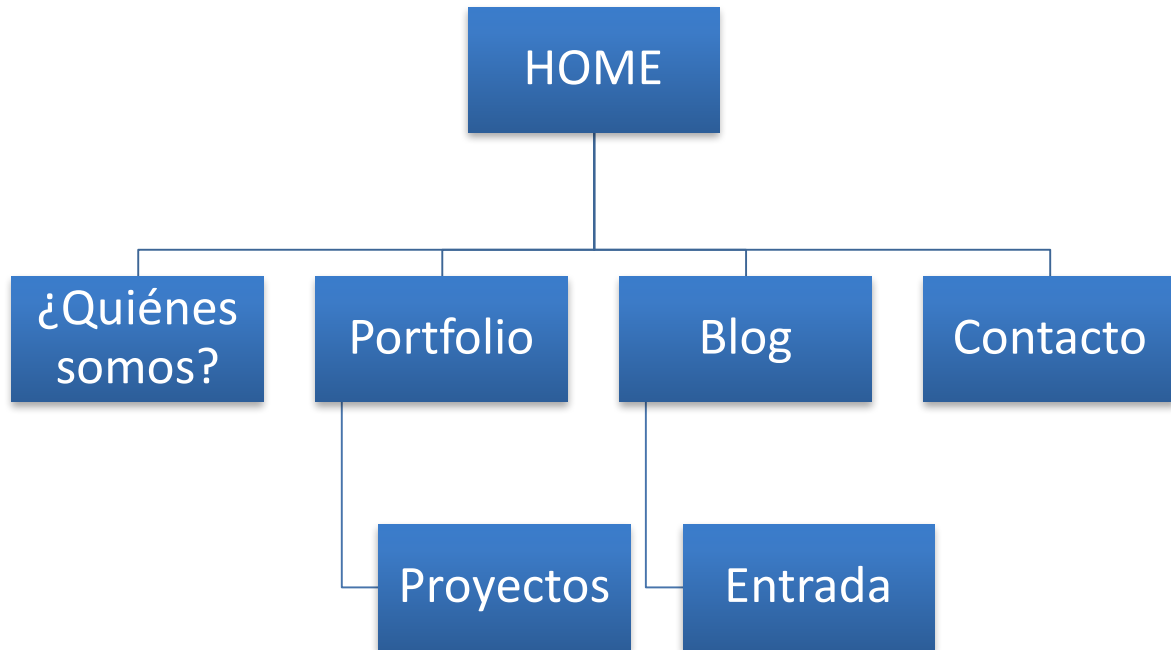 HOME
¿Quiénes
somos?
Portfolio
Blog
Contacto
Proyectos
Entrada